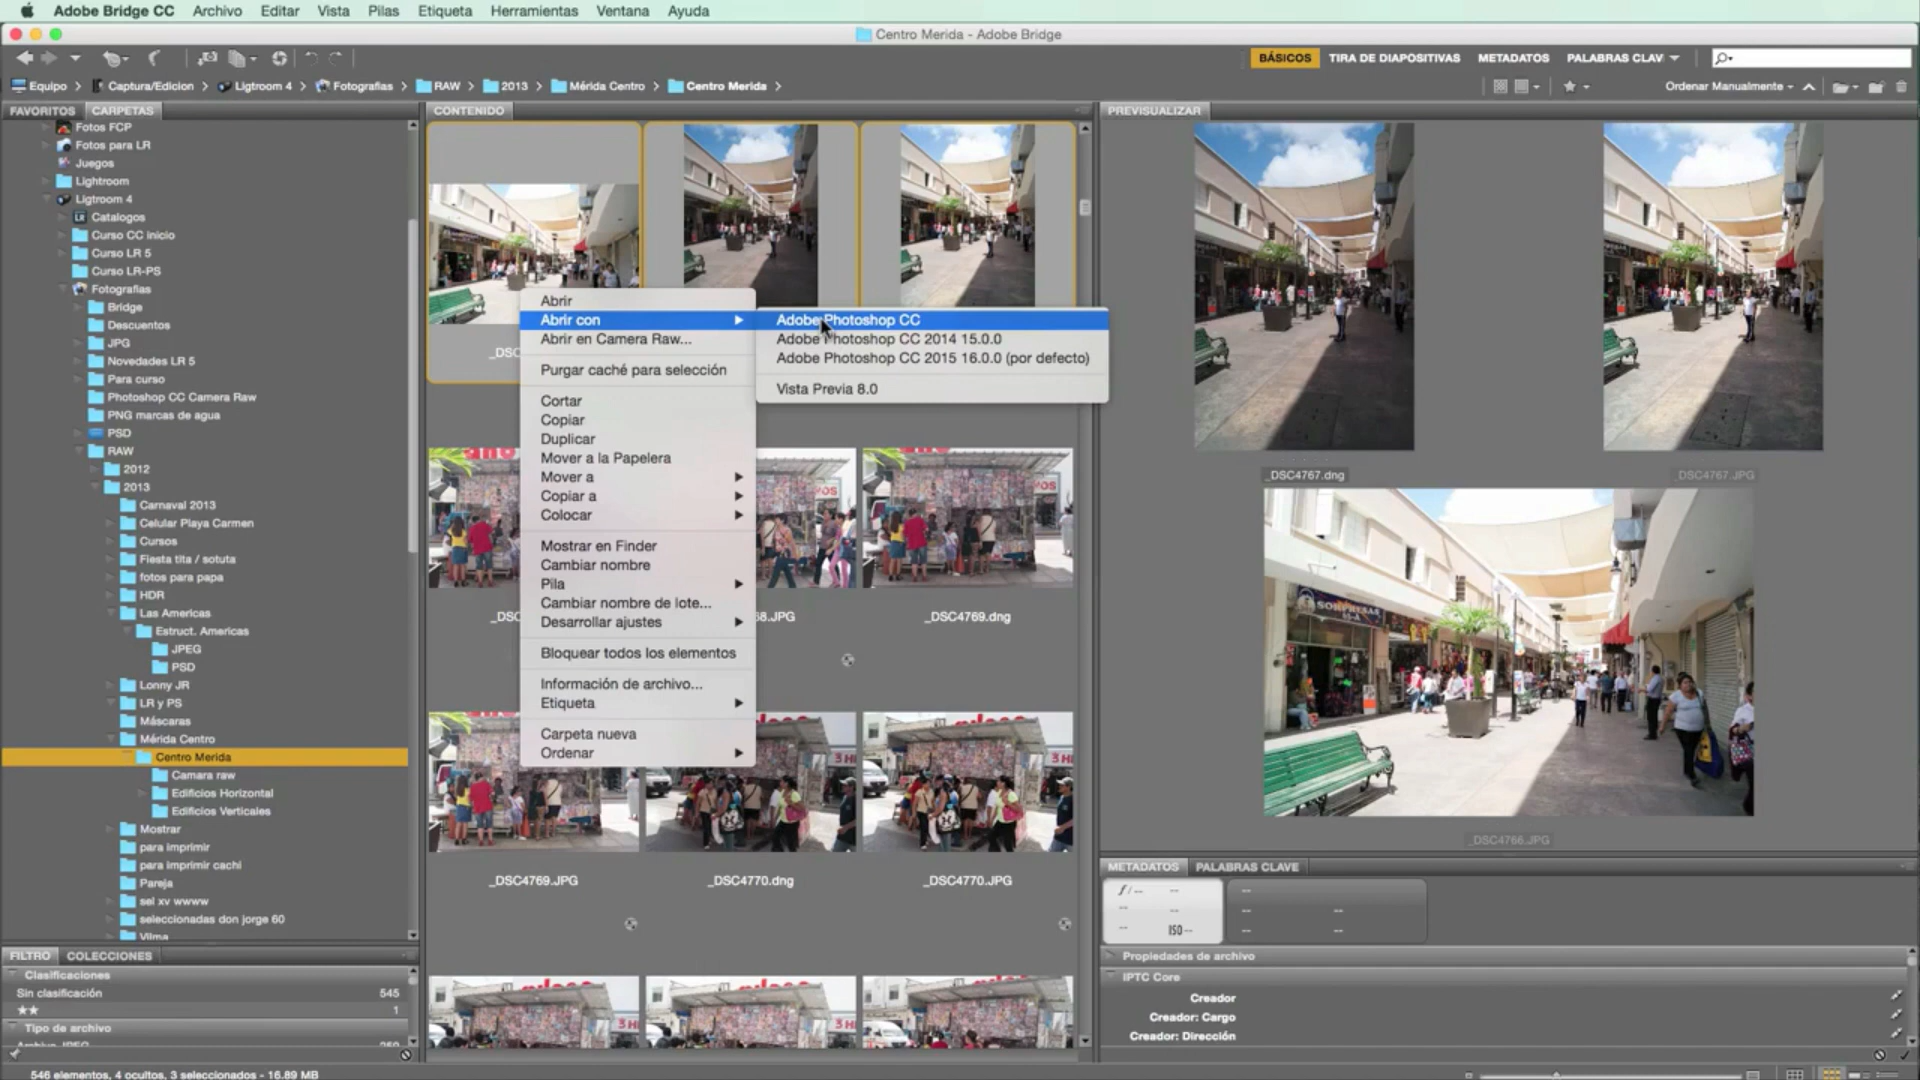 Adobe Bridge CC Archivo Editar Vista Pilas Etiqueta Herramientas Ventana Ayuda
Centro Merida - Adobe Bridge
BÁSICOS TIRA DE DIAPOSITIVAS METADATOS PALABRAS CLAV
Equipo Captura/Edicion Ligtroom 4 Fotografias RAW 2013 Mérida Centro Centro Merida
Ordenar Manualmente
FAVORITOS CARPETAS
Fotos FCP
Fotos para LR
Juegos
Lightroom
Ligtroom 4
Catalogos
Curso CC inicio
Curso LR 5
Curso LR-PS
Fotografias
Bridge
Descuentos
JPG
Novedades LR 5
Para curso
Photoshop CC Camera Raw
PNG marcas de agua
PSD
RAW
2012
2013
Carnaval 2013
Celular Playa Carmen
Cursos
Fiesta tita / sotuta
fotos para papa
HDR
Las Americas
Estruct. Americas
JPEG
PSD
Lonny JR
LR y PS
Máscaras
Mérida Centro
Centro Merida
Camara raw
Edificios Horizontal
Edificios Verticales
Mostrar
para imprimir
para imprimir cachi
Pareja
sel xv wwww
seleccionadas don jorge 60
Vilma
FILTRO COLECCIONES
Clasificaciones
Sin clasificación 545
★★ 1
Tipo de archivo
Archivo JPEG
546 elementos, 4 ocultos, 3 seleccionados - 16.89 MB
CONTENIDO
_DSC
Abrir
Abrir con
Abrir en Camera Raw...
Purgar caché para selección
Cortar
Copiar
Duplicar
Mover a la Papelera
Mover a
Copiar a
Colocar
Mostrar en Finder
Cambiar nombre
Pila
Cambiar nombre de lote...
Desarrollar ajustes
Bloquear todos los elementos
Información de archivo...
Etiqueta
Carpeta nueva
Ordenar
Adobe Photoshop CC
Adobe Photoshop CC 2014 15.0.0
Adobe Photoshop CC 2015 16.0.0 (por defecto)
Vista Previa 8.0
_DSC 68.JPG _DSC4769.dng
_DSC4769.JPG _DSC4770.dng _DSC4770.JPG
3 H
3 H
PREVISUALIZAR
_DSC4767.dng _DSC4767.JPG
SORPRESAS
_DSC4766.JPG
METADATOS PALABRAS CLAVE
f/-- --
-- --
-- ISO--
--
-- --
-- --
Propiedades de archivo
IPTC Core
Creador
Creador: Cargo
Creador: Dirección